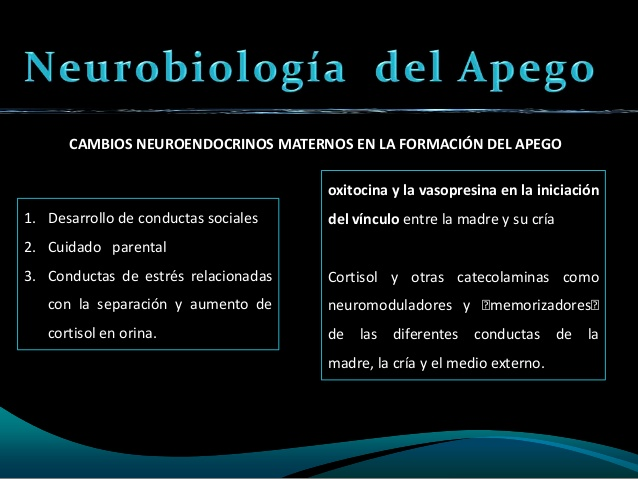 Neurobiología del Apego
CAMBIOS NEUROENDOCRINOS MATERNOS EN LA FORMACIÓN DEL APEGO
1. Desarrollo de conductas sociales
2. Cuidado parental
3. Conductas de estrés relacionadas
con la separación y aumento de
cortisol en orina.
oxitocina y la vasopresina en la iniciación
del vínculo entre la madre y su cría
Cortisol y otras catecolaminas como
neuromoduladores y �memorizadores�
de las diferentes conductas de la
madre, la cría y el medio externo.